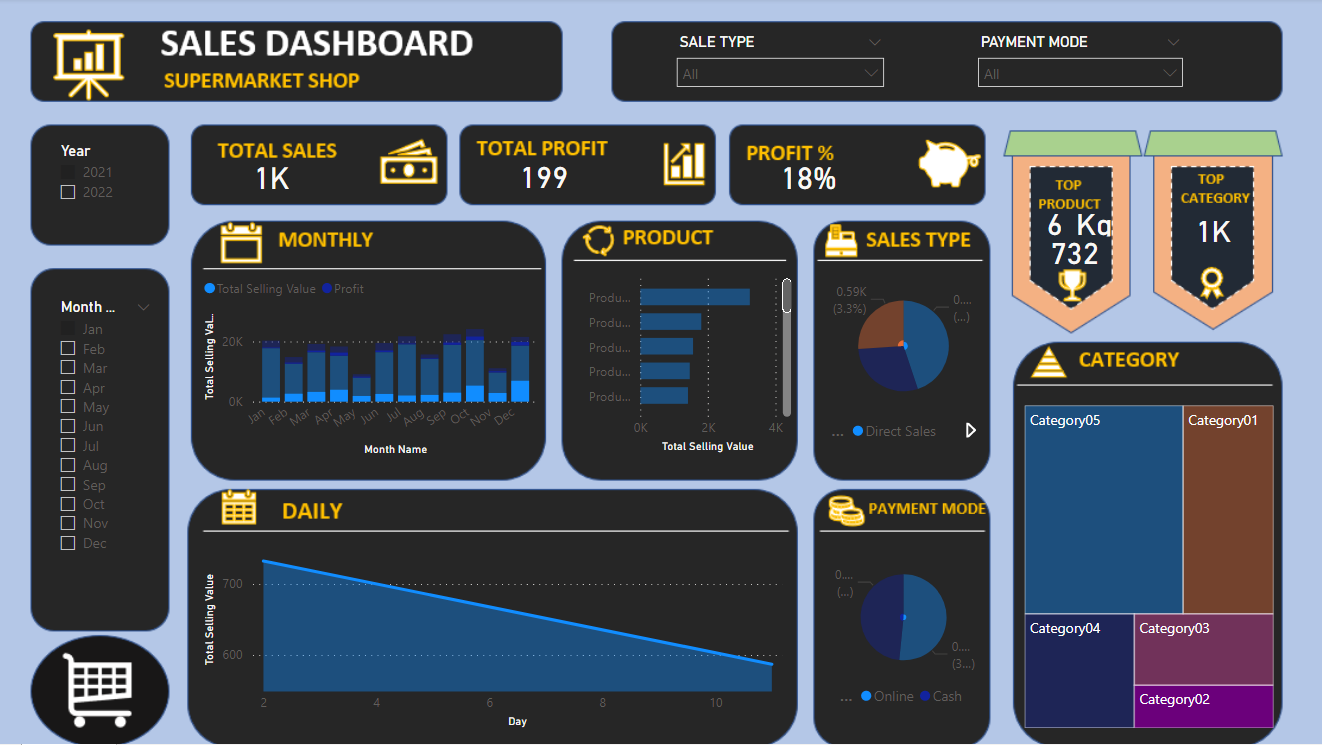 SALES DASHBOARD
SUPERMARKET SHOP
SALE TYPE
All
PAYMENT MODE
All
Year
2021
2022
TOTAL SALES
1K
TOTAL PROFIT
199
PROFIT %
18%
TOP
PRODUCT
6 Kg
732
TOP
CATEGORY
1K
Month ...
Jan
Feb
Mar
Apr
May
Jun
Jul
Aug
Sep
Oct
Nov
Dec
MONTHLY
Total Selling Value Profit
Total Selling Val...
20K
0K
Jan Feb Mar Apr May Jun Jul Aug Sep Oct Nov Dec
Month Name
PRODUCT
Produ...
Produ...
Produ...
Produ...
Produ...
0K 2K 4K
Total Selling Value
SALES TYPE
0.59K
(3.3%)
0....
(...)
... Direct Sales
CATEGORY
Category05
Category01
Category04
Category03
Category02
DAILY
Total Selling Value
700
600
2 4 6 8 10
Day
PAYMENT MODE
0....
(...)
0....
(3...)
... Online Cash